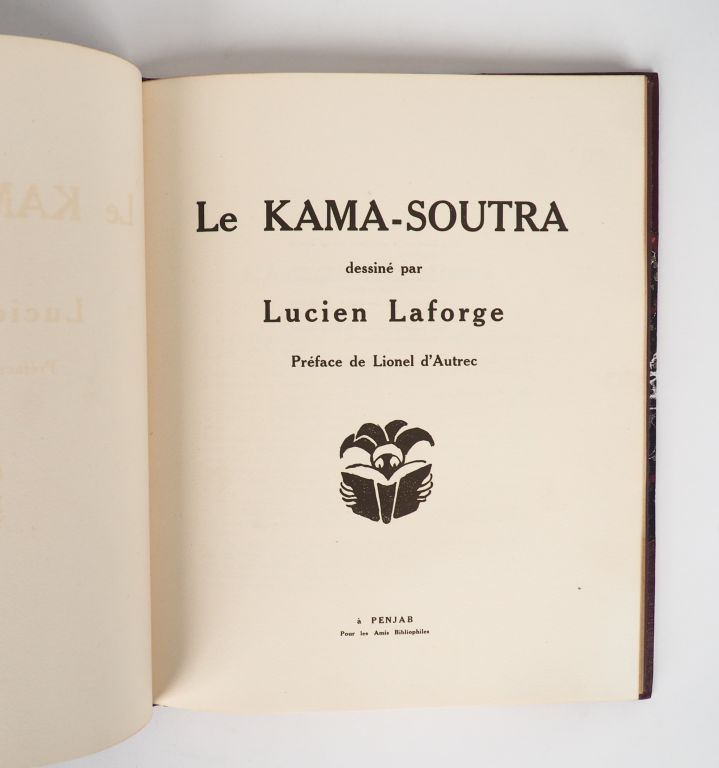 Le KAMA-SOUTRA
dessiné par
Lucien Laforge
Préface de Lionel d'Autrec
à PENJAB
Pour les Amis Bibliophiles